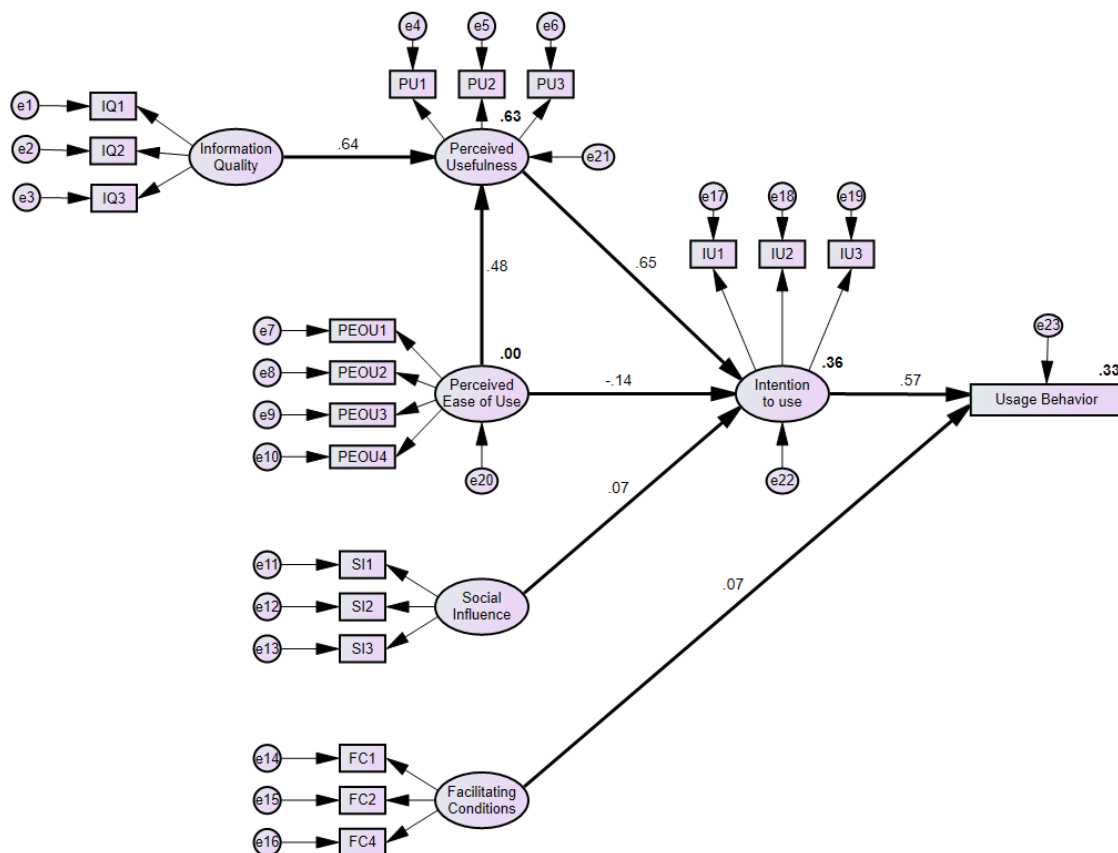 e4
e5
e6
PU1
PU2
PU3
e1
IQ1
.63
e2
IQ2
Information
Quality
.64
Perceived
Usefulness
e21
e3
IQ3
e17
e18
e19
IU1
IU2
IU3
.48
.65
e7
PEOU1
e23
.00
.36
.33
e8
PEOU2
Perceived
Ease of Use
-.14
Intention
to use
.57
Usage Behavior
e9
PEOU3
e10
PEOU4
e20
e22
.07
e11
SI1
.07
e12
SI2
Social
Influence
e13
SI3
e14
FC1
e15
FC2
Facilitating
Conditions
e16
FC4